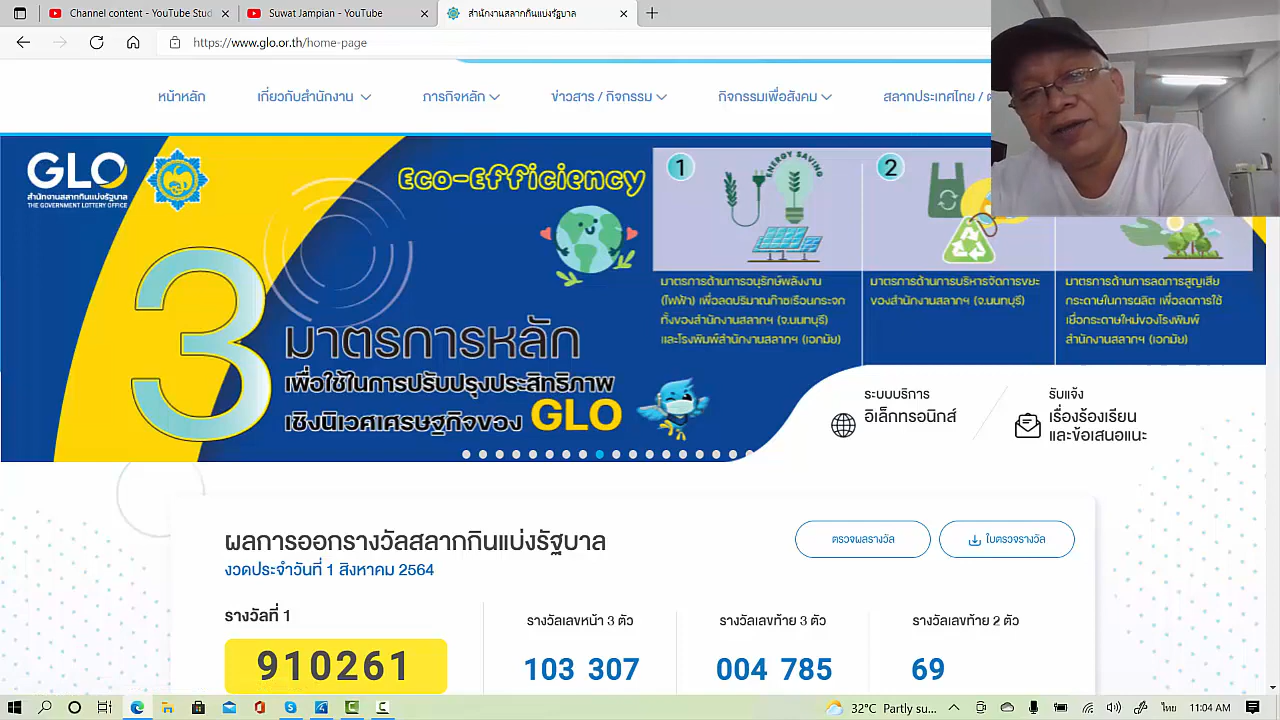 Channel content - YouTube Stud
Suwat Jampian - YouTube
สำนักงานสลากกินแบ่งรัฐบาล
https://www.glo.or.th/home-page
หน้าหลัก
เกี่ยวกับสำนักงาน
ภารกิจหลัก
ข่าวสาร / กิจกรรม
กิจกรรมเพื่อสังคม
สลากประเทศไทย /
GLO
สำนักงานสลากกินแบ่งรัฐบาล
THE GOVERNMENT LOTTERY OFFICE
Eco-Efficiency
3
มาตรการหลัก
เพื่อใช้ในการปรับปรุงประสิทธิภาพ
เชิงนิเวศเศรษฐกิจของ GLO
1
ENERGY SAVING
มาตรการด้านการอนุรักษ์พลังงาน
(ไฟฟ้า) เพื่อลดปริมาณก๊าซเรือนกระจก
ทั้งของสำนักงานสลากฯ (จ.นนทบุรี)
และโรงพิมพ์สำนักงานสลากฯ (เอกมัย)
2
มาตรการด้านการบริหารจัดการขยะ
ของสำนักงานสลากฯ (จ.นนทบุรี)
มาตรการด้านการลดการสูญเสีย
กระดาษในการผลิต เพื่อลดการใช้
เยื่อกระดาษใหม่ของโรงพิมพ์
สำนักงานสลากฯ (เอกมัย)
ระบบบริการ
อิเล็กทรอนิกส์
รับแจ้ง
เรื่องร้องเรียน
และข้อเสนอแนะ
ผลการออกรางวัลสลากกินแบ่งรัฐบาล
งวดประจำวันที่ 1 สิงหาคม 2564
ตรวจผลรางวัล
ใบตรวจรางวัล
รางวัลที่ 1
910261
รางวัลเลขหน้า 3 ตัว
103 307
รางวัลเลขท้าย 3 ตัว
004 785
รางวัลเลขท้าย 2 ตัว
69
32°C Partly su...
ไทย
11:04 AM